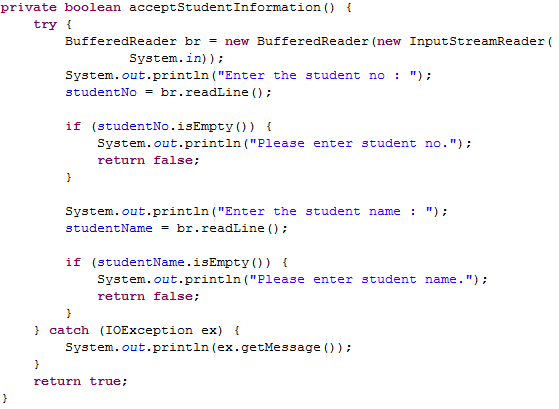 private boolean acceptStudentInformation() {
    try {
        BufferedReader br = new BufferedReader(new InputStreamReader(
                System.in));
        System.out.println("Enter the student no : ");
        studentNo = br.readLine();

        if (studentNo.isEmpty()) {
            System.out.println("Please enter student no.");
            return false;
        }

        System.out.println("Enter the student name : ");
        studentName = br.readLine();

        if (studentName.isEmpty()) {
            System.out.println("Please enter student name.");
            return false;
        }
    } catch (IOException ex) {
        System.out.println(ex.getMessage());
    }
    return true;
}